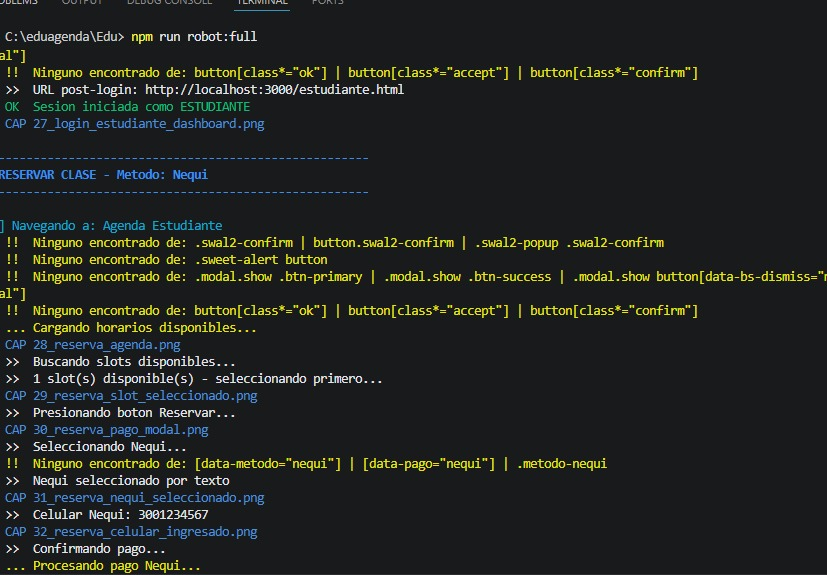 OBLEMS OUTPUT DEBUG CONSOLE TERMINAL PORTS
C:\eduagenda\Edu> npm run robot:full
al"]
!! Ninguno encontrado de: button[class*="ok"] | button[class*="accept"] | button[class*="confirm"]
>> URL post-login: http://localhost:3000/estudiante.html
OK Sesion iniciada como ESTUDIANTE
CAP 27_login_estudiante_dashboard.png
----------------------------------------------------
RESERVAR CLASE - Metodo: Nequi
----------------------------------------------------
] Navegando a: Agenda Estudiante
!! Ninguno encontrado de: .swal2-confirm | button.swal2-confirm | .swal2-popup .swal2-confirm
!! Ninguno encontrado de: .sweet-alert button
!! Ninguno encontrado de: .modal.show .btn-primary | .modal.show .btn-success | .modal.show button[data-bs-dismiss="m
al"]
!! Ninguno encontrado de: button[class*="ok"] | button[class*="accept"] | button[class*="confirm"]
... Cargando horarios disponibles...
CAP 28_reserva_agenda.png
>> Buscando slots disponibles...
>> 1 slot(s) disponible(s) - seleccionando primero...
CAP 29_reserva_slot_seleccionado.png
>> Presionando boton Reservar...
CAP 30_reserva_pago_modal.png
>> Seleccionando Nequi...
!! Ninguno encontrado de: [data-metodo="nequi"] | [data-pago="nequi"] | .metodo-nequi
>> Nequi seleccionado por texto
CAP 31_reserva_nequi_seleccionado.png
>> Celular Nequi: 3001234567
CAP 32_reserva_celular_ingresado.png
>> Confirmando pago...
... Procesando pago Nequi...